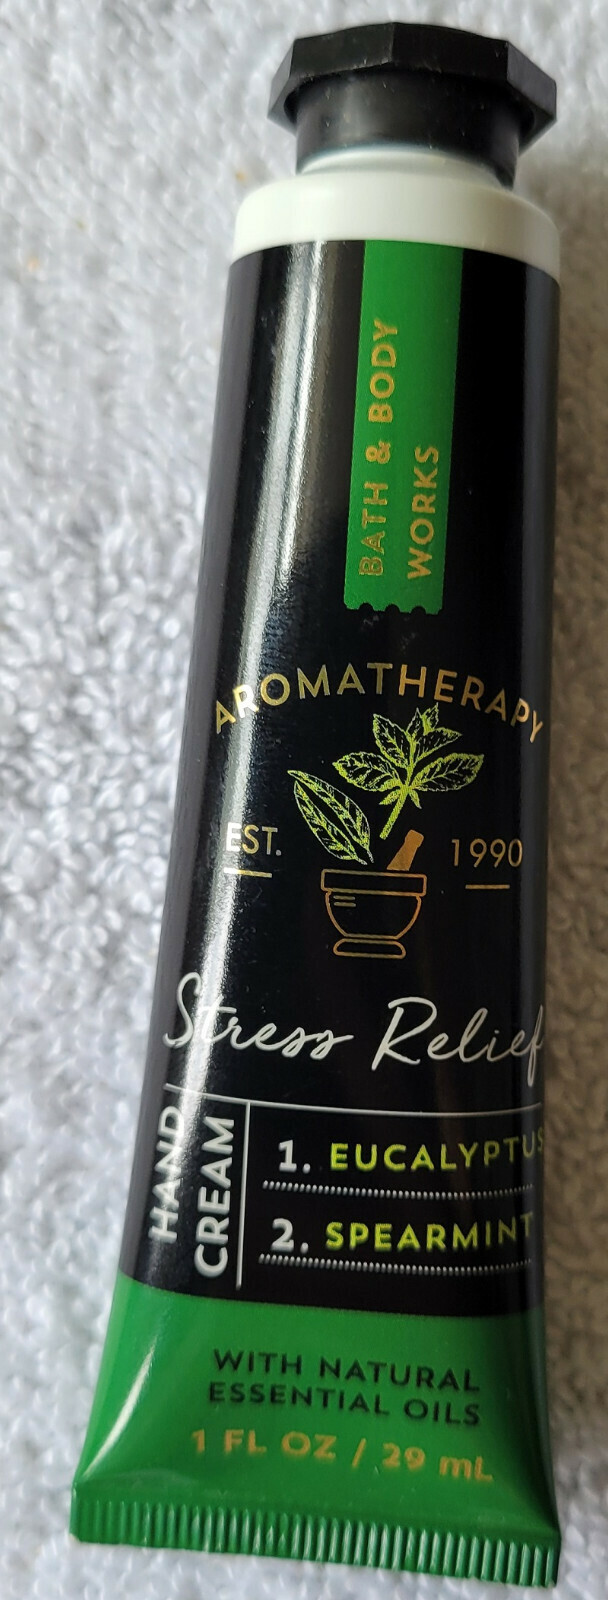 BATH & BODY
WORKS
AROMATHERAPY
EST. 1990
Stress Relief
HAND
CREAM
1. EUCALYPTUS
2. SPEARMINT
WITH NATURAL
ESSENTIAL OILS
1 FL OZ / 29 mL